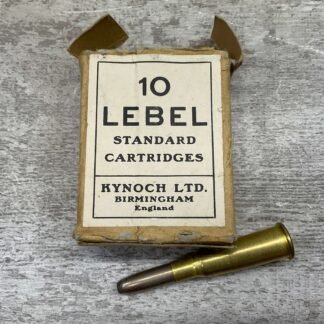 10
LEBEL
STANDARD
CARTRIDGES
KYNOCH LTD.
BIRMINGHAM
England